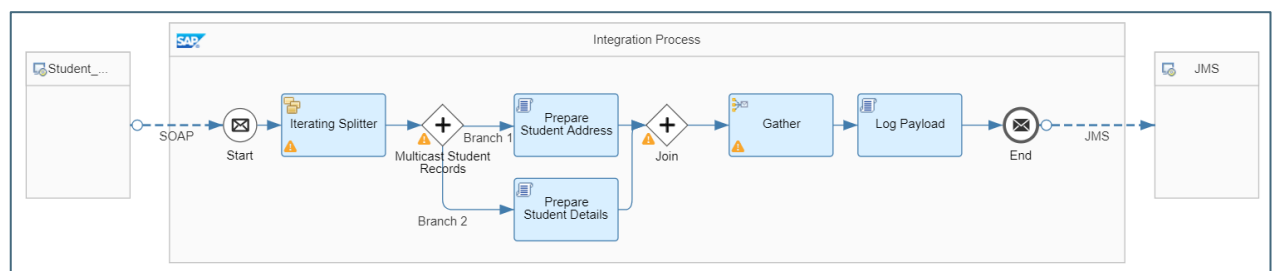 SAP
Integration Process
Student_...
SOAP
Start
Iterating Splitter
Multicast Student
Records
Branch 1
Branch 2
Prepare
Student Address
Prepare
Student Details
Join
Gather
Log Payload
End
JMS
JMS